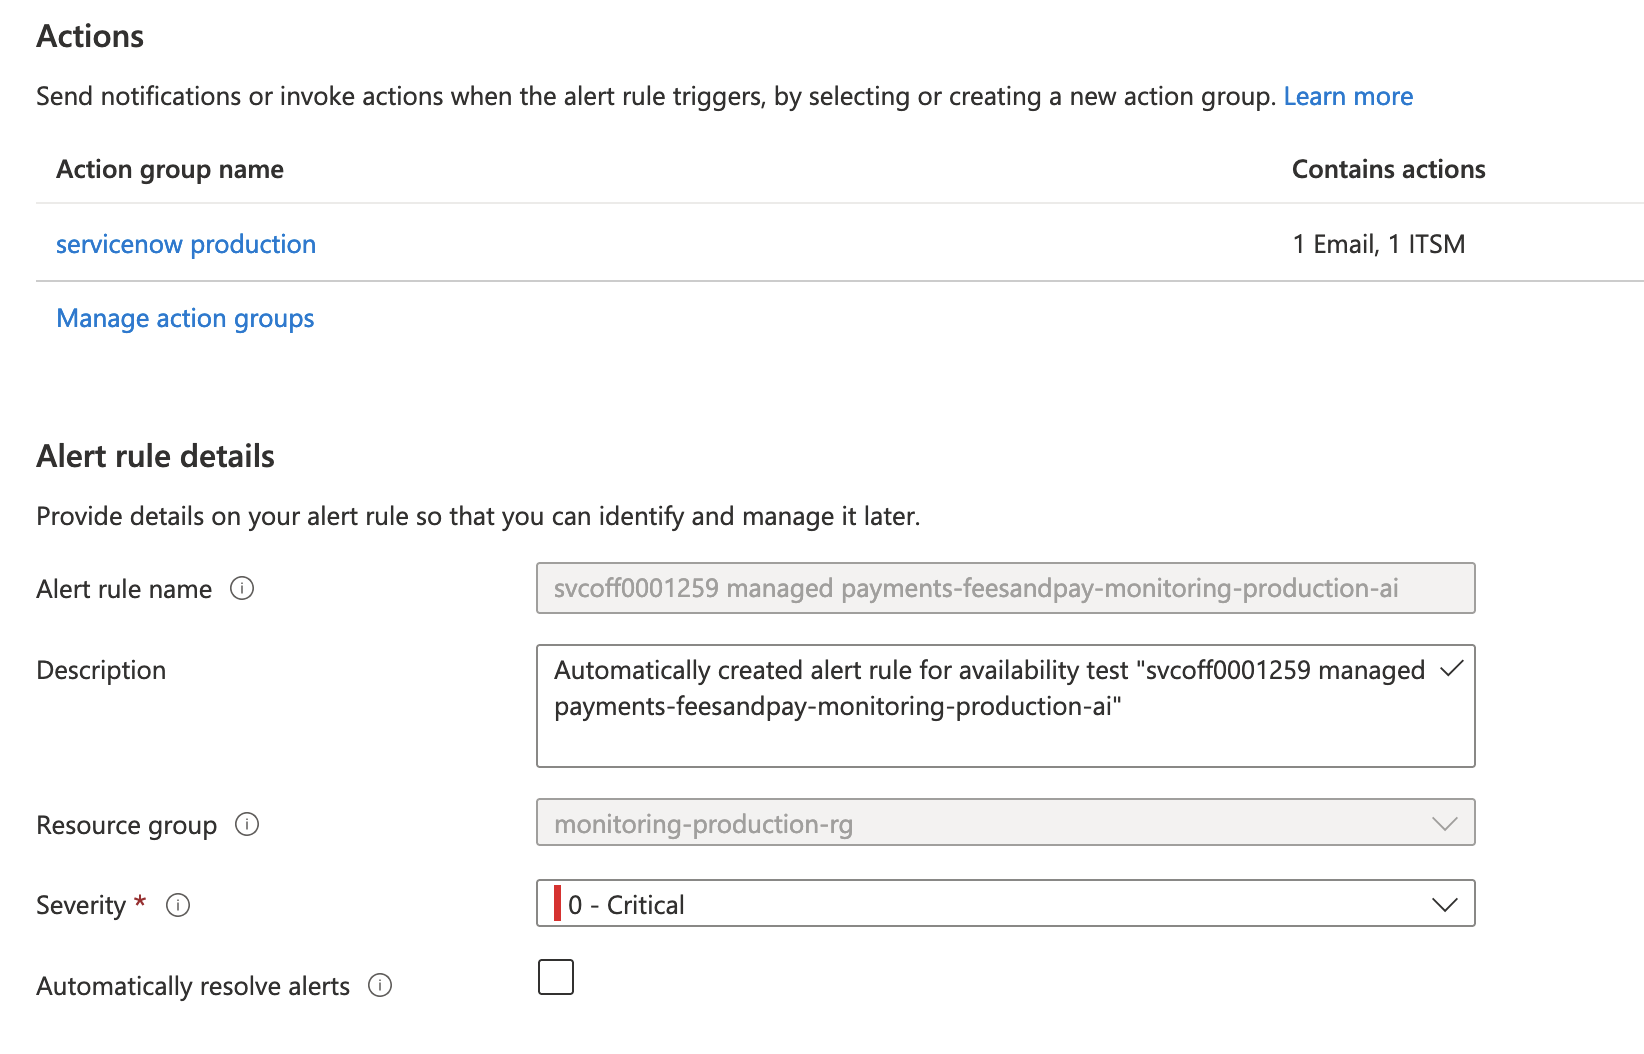 Actions
Send notifications or invoke actions when the alert rule triggers, by selecting or creating a new action group. Learn more
Action group name Contains actions
servicenow production 1 Email, 1 ITSM
Manage action groups
Alert rule details
Provide details on your alert rule so that you can identify and manage it later.
Alert rule name svcoff0001259 managed payments-feesandpay-monitoring-production-ai
Description Automatically created alert rule for availability test "svcoff0001259 managed
payments-feesandpay-monitoring-production-ai"
Resource group monitoring-production-rg
Severity * 0 - Critical
Automatically resolve alerts